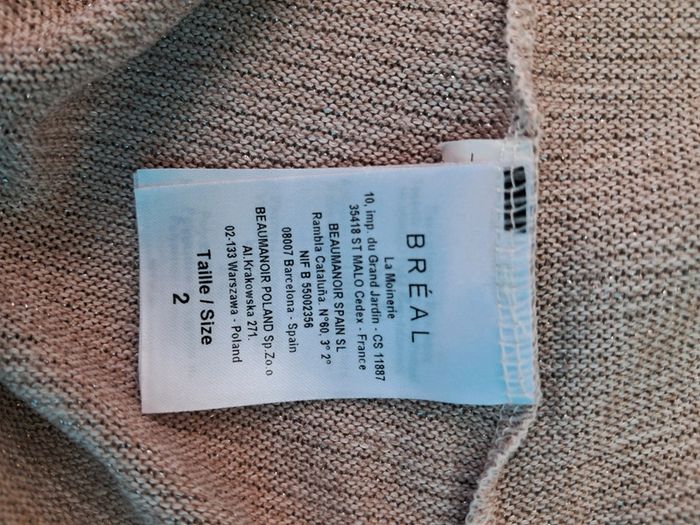 BRÉAL
La Moinerie
10, imp. du Grand Jardin - CS 11887
35418 ST MALO Cedex - France
BEAUMANOIR SPAIN SL
Rambla Cataluña. N°60, 3° 2°
NIF B 55002356
08007 Barcelona - Spain
BEAUMANOIR POLAND Sp.Zo.o
Al.Krakowska 271.
02-133 Warszawa - Poland
Taille / Size
2